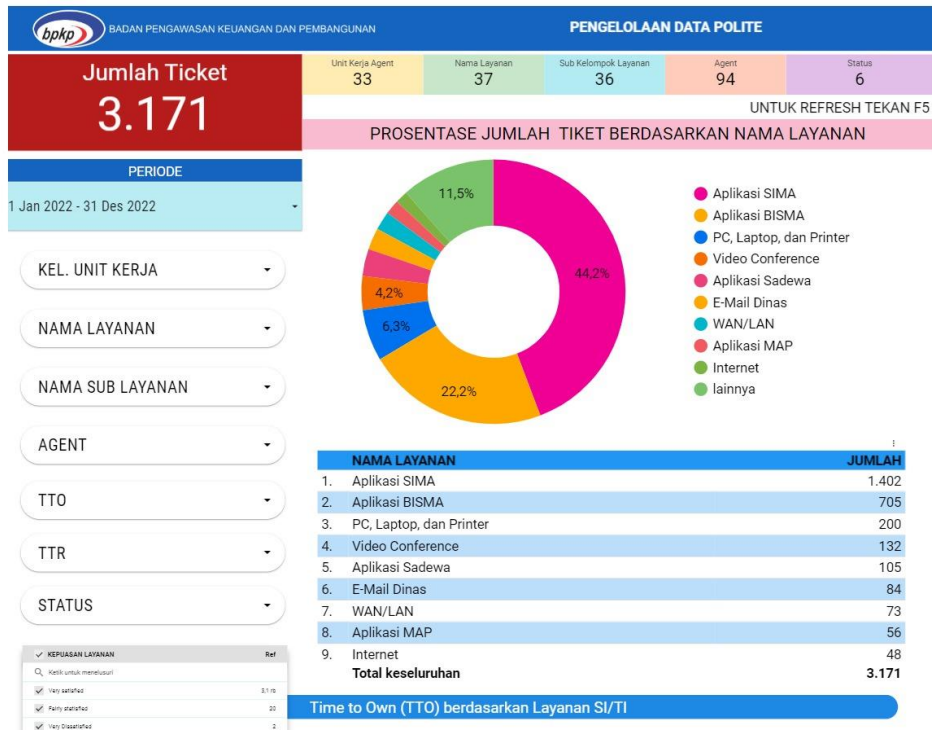 bpkp BADAN PENGAWASAN KEUANGAN DAN PEMBANGUNAN PENGELOLAAN DATA POLITE
Jumlah Ticket
3.171
Unit Kerja Agent
33
Nama Layanan
37
Sub Kelompok Layanan
36
Agent
94
Status
6
UNTUK REFRESH TEKAN F5
PROSENTASE JUMLAH TIKET BERDASARKAN NAMA LAYANAN
PERIODE
1 Jan 2022 - 31 Des 2022
KEL. UNIT KERJA
NAMA LAYANAN
NAMA SUB LAYANAN
AGENT
TTO
TTR
STATUS
KEPUASAN LAYANAN Ref
Ketik untuk menelusuri
Very satisfied 3,1 rb
Fairly statisfied 20
Very Dissatisfied 2
11,5%
44,2%
4,2%
6,3%
22,2%
Aplikasi SIMA
Aplikasi BISMA
PC, Laptop, dan Printer
Video Conference
Aplikasi Sadewa
E-Mail Dinas
WAN/LAN
Aplikasi MAP
Internet
lainnya
NAMA LAYANAN JUMLAH
1. Aplikasi SIMA 1.402
2. Aplikasi BISMA 705
3. PC, Laptop, dan Printer 200
4. Video Conference 132
5. Aplikasi Sadewa 105
6. E-Mail Dinas 84
7. WAN/LAN 73
8. Aplikasi MAP 56
9. Internet 48
Total keseluruhan 3.171
Time to Own (TTO) berdasarkan Layanan SI/TI